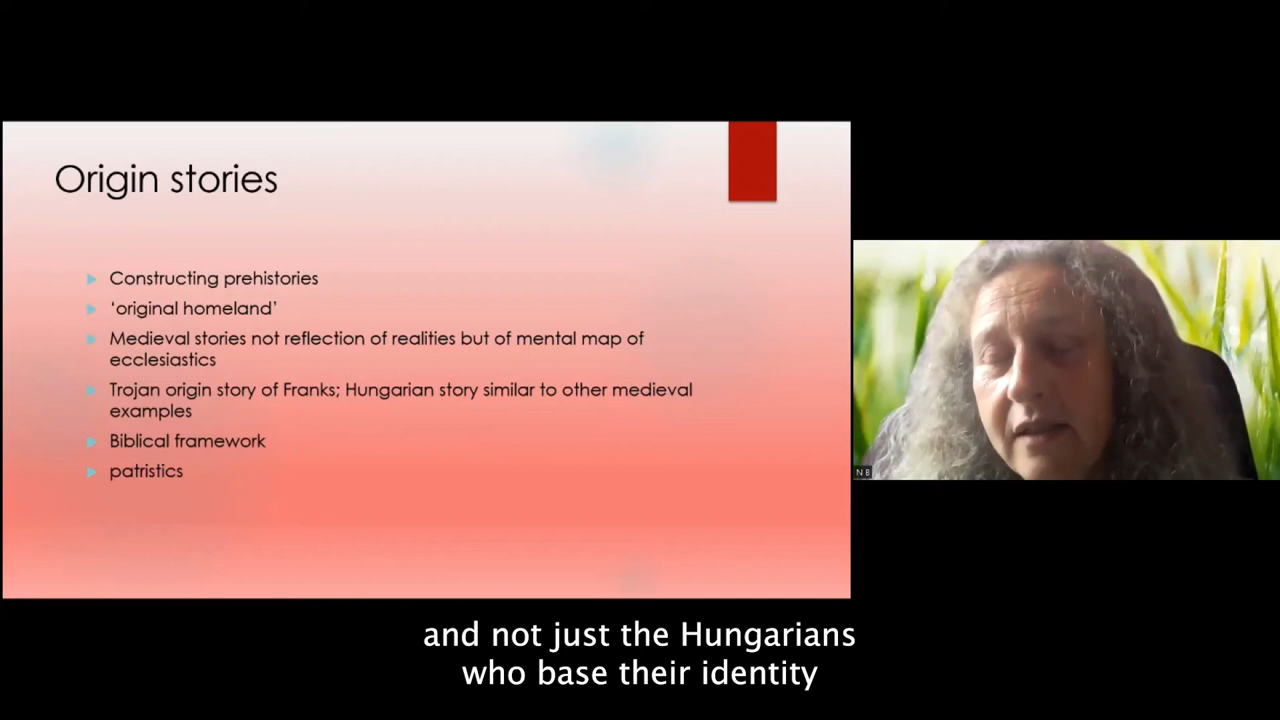 Origin stories
Constructing prehistories
‘original homeland’
Medieval stories not reflection of realities but of mental map of
ecclesiastics
Trojan origin story of Franks; Hungarian story similar to other medieval
examples
Biblical framework
patristics
N B
and not just the Hungarians
who base their identity